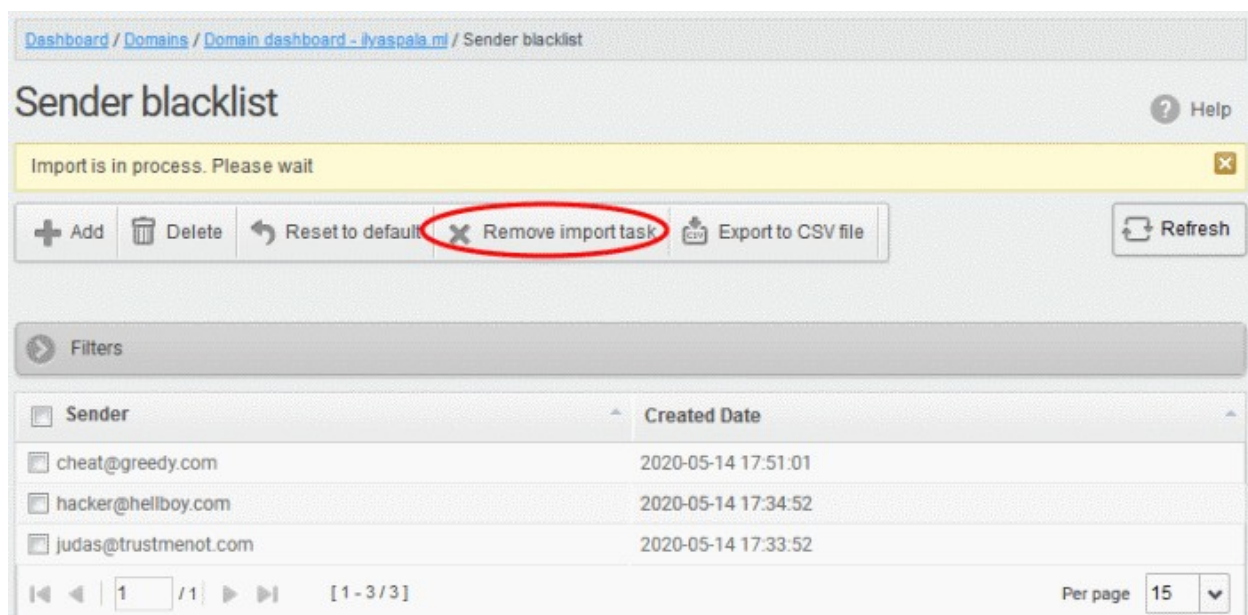 Dashboard / Domains / Domain dashboard - ilyaspala.ml / Sender blacklist
Sender blacklist
? Help
Import is in process. Please wait
Add Delete Reset to default Remove import task CSV Export to CSV file Refresh
Filters
Sender Created Date
cheat@greedy.com 2020-05-14 17:51:01
hacker@hellboy.com 2020-05-14 17:34:52
judas@trustmenot.com 2020-05-14 17:33:52
1 / 1 [ 1 - 3 / 3 ] Per page 15